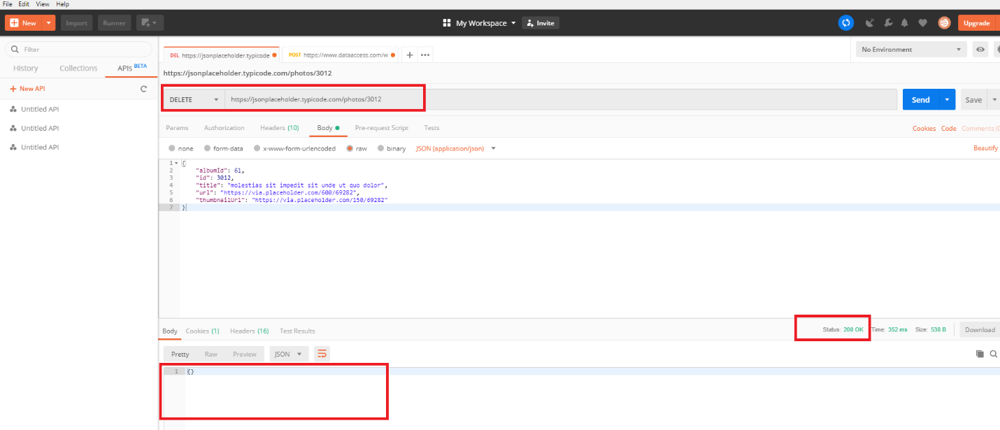 File Edit View Help
New Import Runner My Workspace Invite Upgrade
Filter
History Collections APIs BETA
New API
Untitled API
Untitled API
Untitled API
DEL https://jsonplaceholder.typicode POST https://www.dataaccess.com/w + ••• No Environment
https://jsonplaceholder.typicode.com/photos/3012
DELETE https://jsonplaceholder.typicode.com/photos/3012 Send Save
Params Authorization Headers (10) Body Pre-request Script Tests Cookies Code Comments (0
none form-data x-www-form-urlencoded raw binary JSON (application/json) Beautify
1 {
2 "albumId": 61,
3 "id": 3012,
4 "title": "molestias sit impedit sit unde ut quo dolor",
5 "url": "https://via.placeholder.com/600/69282",
6 "thumbnailUrl": "https://via.placeholder.com/150/69282"
7 }
Body Cookies (1) Headers (16) Test Results Status: 200 OK Time: 352 ms Size: 538 B Download
Pretty Raw Preview JSON
1 {}